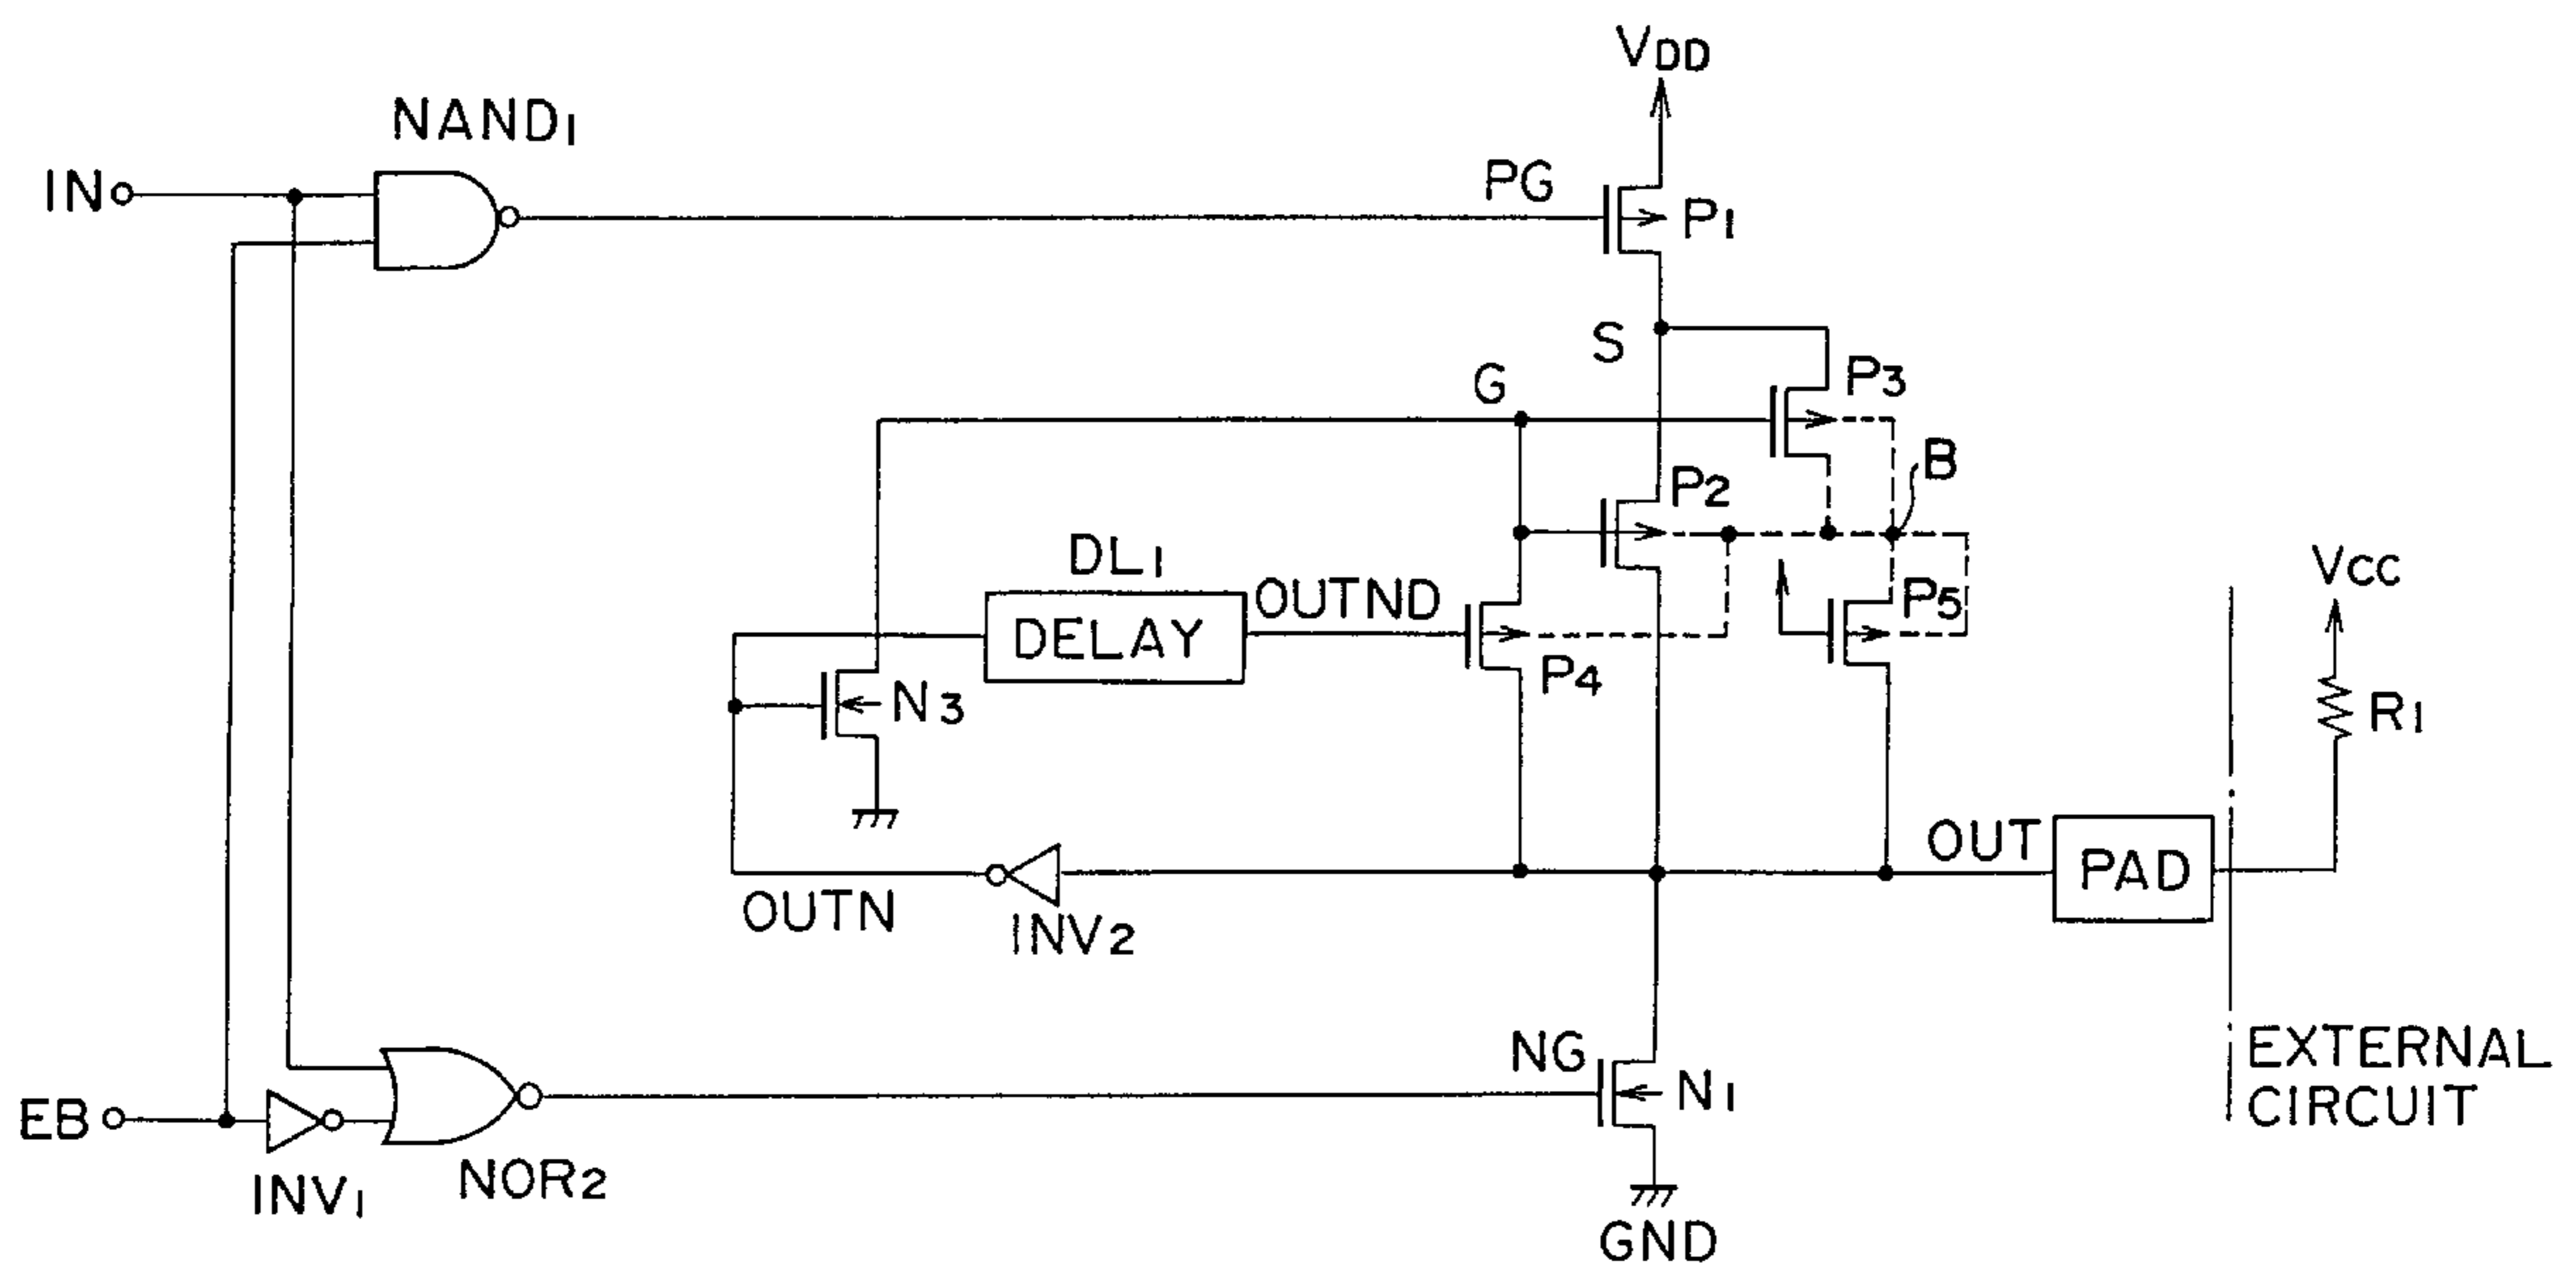 VDD
NAND1
IN
PG
P1
S
P3
G
B
P2
DL1
OUTND
P5
VCC
DELAY
P4
N3
R1
OUT
PAD
OUTN
INV2
NG
N1
EXTERNAL
CIRCUIT
EB
NOR2
INV1
GND